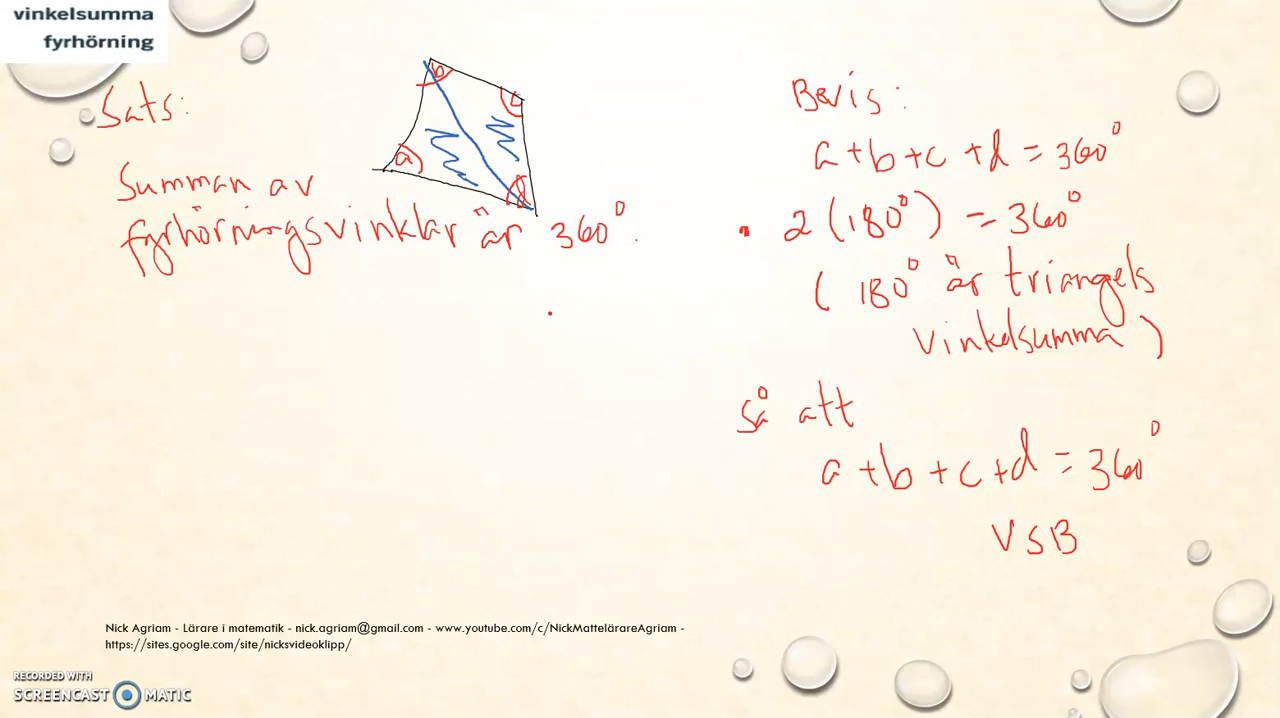 vinkelsumma
fyrhörning
Sats:
Summan av
fyrhörningsvinklar är 360°.
b
c
a
d
Bevis:
a+b+c+d=360°
• 2(180°) = 360°
(180° är triangels
vinkelsumma)
så att
a+b+c+d=360°
VSB
Nick Agriam - Lärare i matematik - nick.agriam@gmail.com - www.youtube.com/c/NickMattelärareAgriam -
https://sites.google.com/site/nicksvideoklipp/
RECORDED WITH
SCREENCAST MATIC